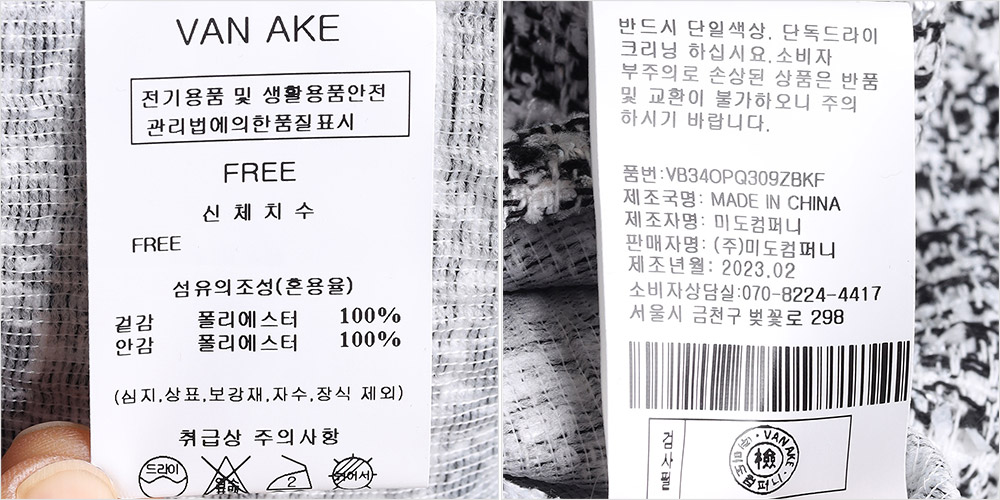 VAN AKE
전기용품 및 생활용품안전
관리법에의한품질표시
FREE
신체치수
FREE
섬유의조성(혼용율)
겉감 폴리에스터 100%
안감 폴리에스터 100%
(심지,상표,보강재,자수,장식 제외)
취급상 주의사항
드라이
2
반드시 단일색상, 단독드라이
크리닝 하십시요.소비자
부주의로 손상된 상품은 반품
및 교환이 불가하오니 주의
하시기 바랍니다.
품번:VB34OPQ309ZBKF
제조국명: MADE IN CHINA
제조자명: 미도컴퍼니
판매자명: (주)미도컴퍼니
제조년월: 2023.02
소비자상담실:070-8224-4417
서울시 금천구 벚꽃로 298
검사필
VAN AKE
檢
㈜미도컴퍼니